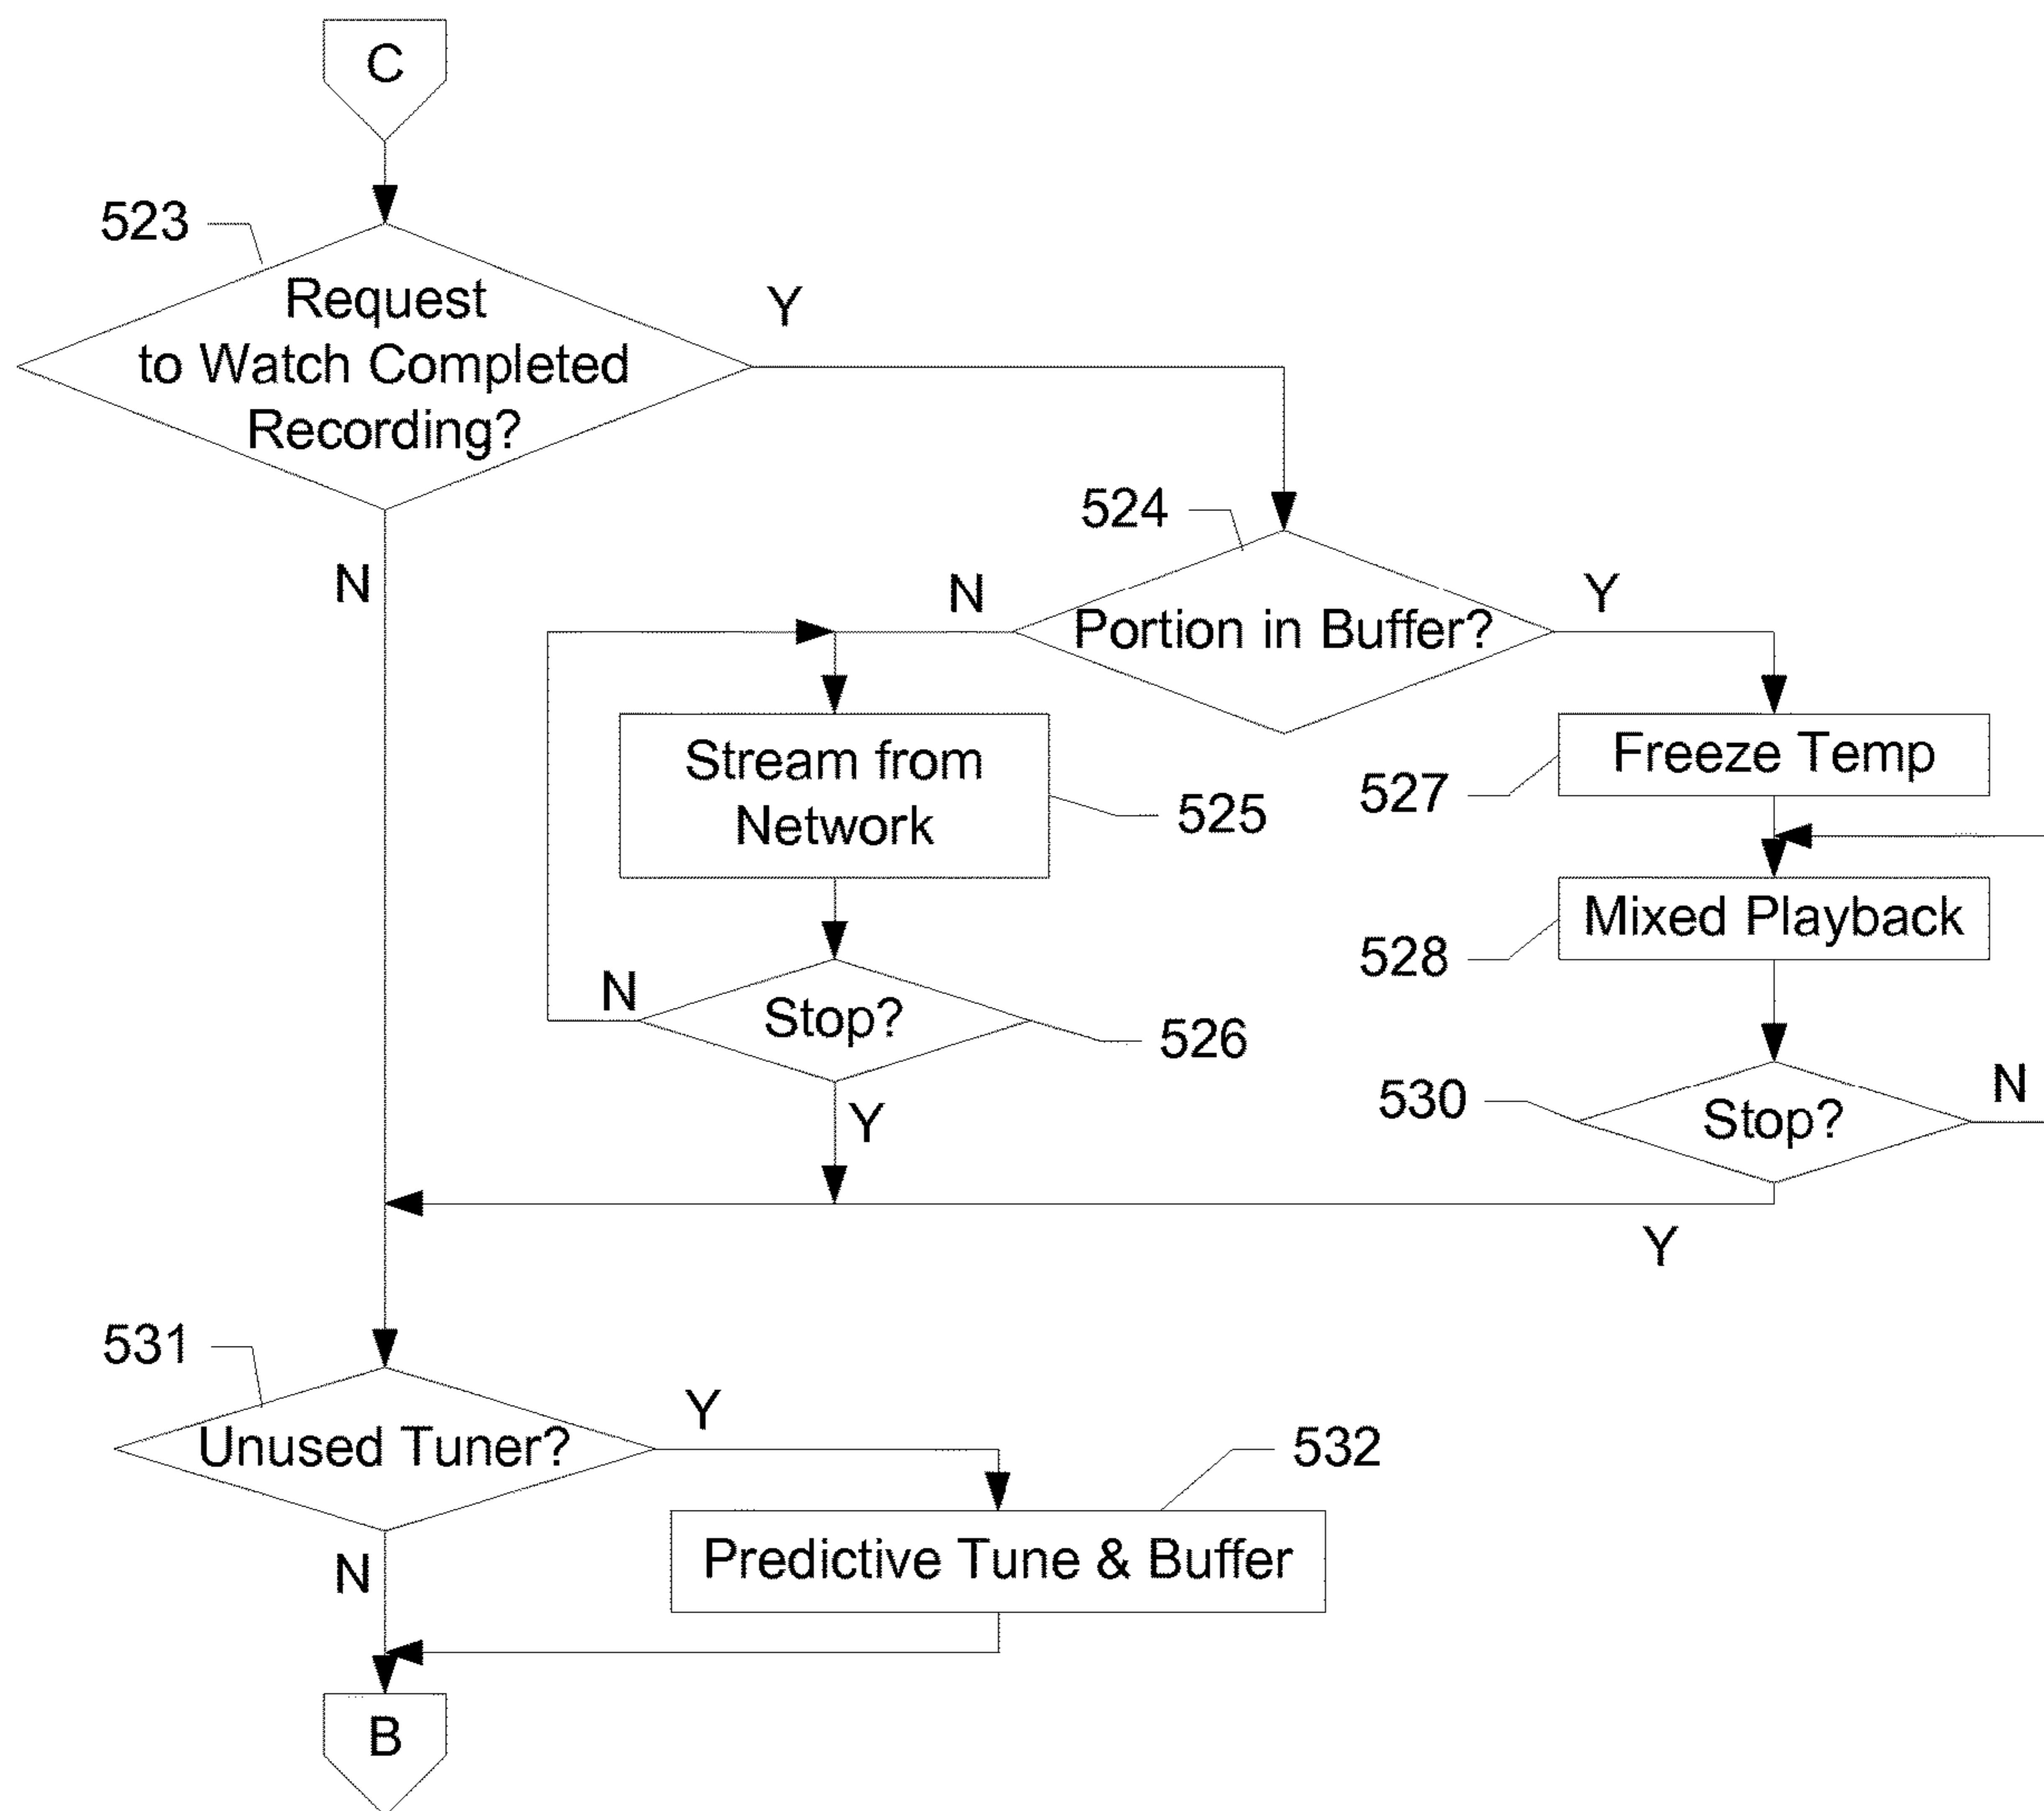 C
523
Request
to Watch Completed
Recording?
Y
N
524
N
Portion in Buffer?
Y
Stream from
Network
525
Freeze Temp
527
Mixed Playback
528
N
Stop?
526
Y
530
Stop?
N
Y
531
Unused Tuner?
Y
532
Predictive Tune & Buffer
N
B